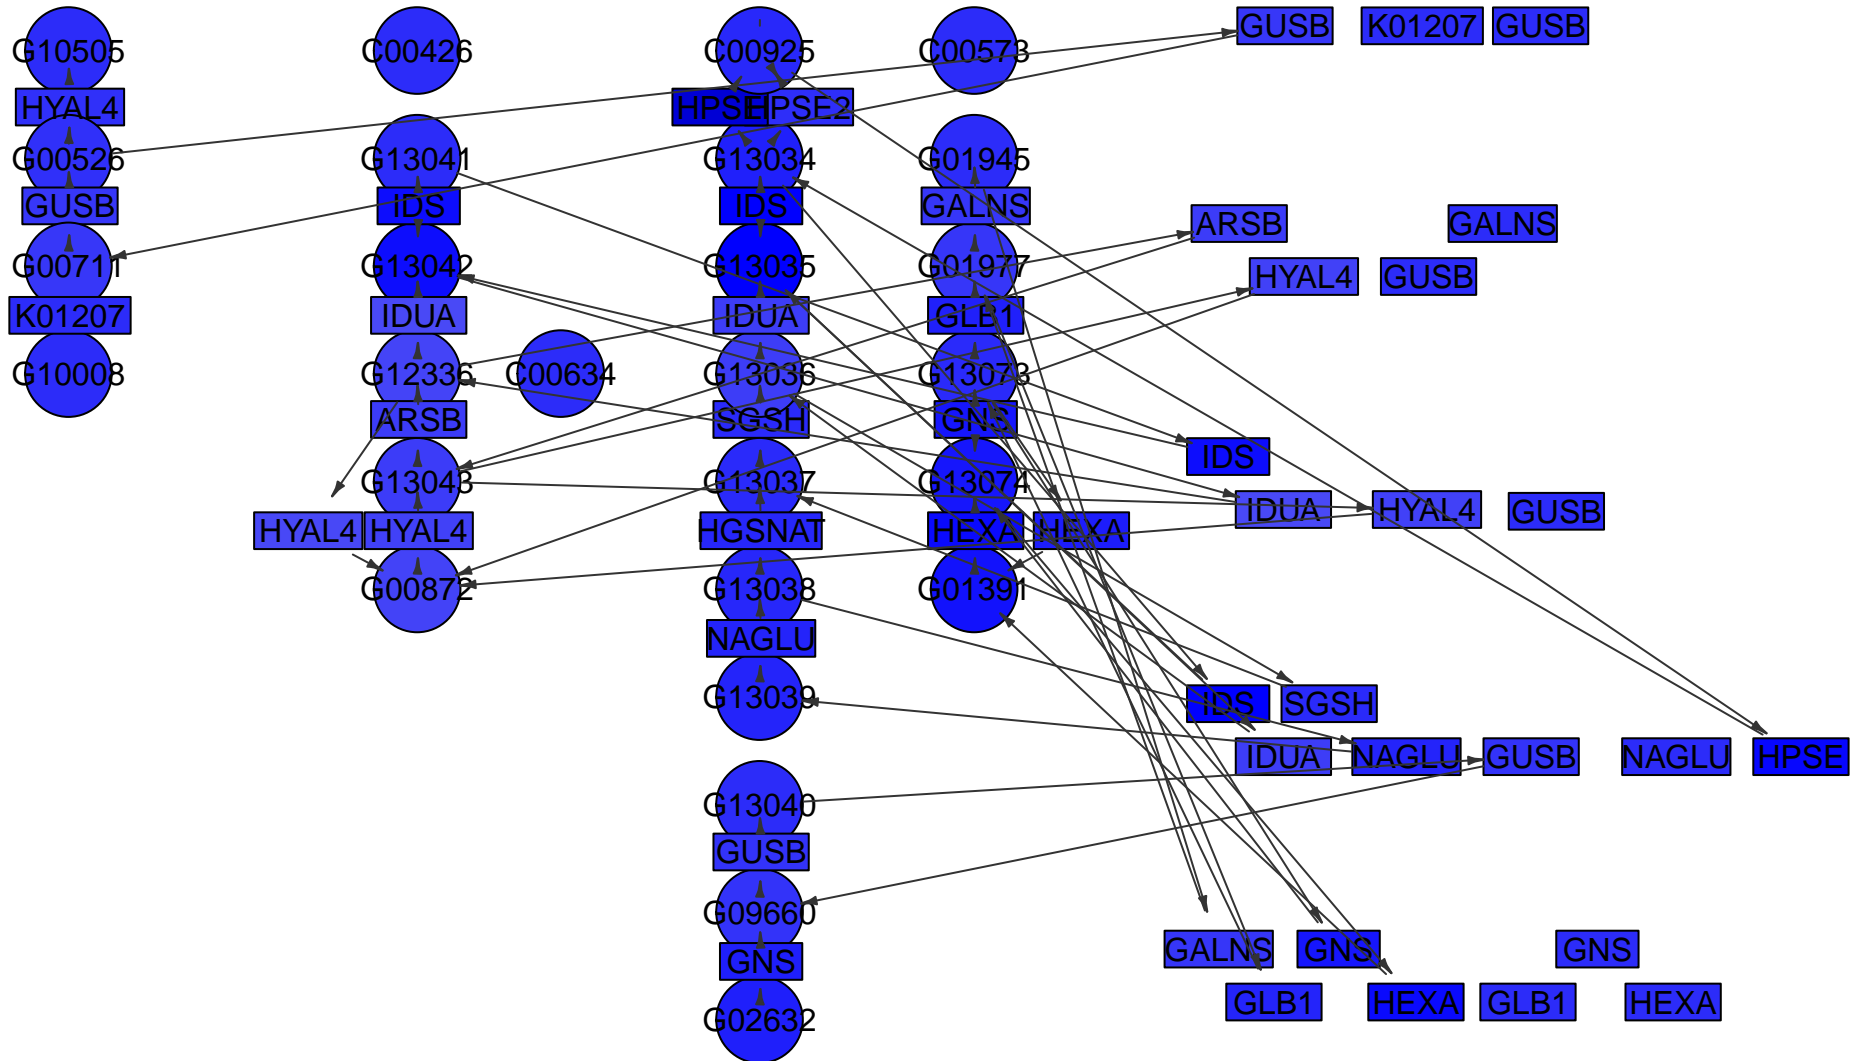 G10505 C00426 C00925 C00573 GUSB K01207 GUSB
HYAL4 HPSE HPSE2
G00526 G13041 G13034 G01945
GUSB IDS IDS GALNS ARSB GALNS
G00711 G13042 G13035 G01977 HYAL4 GUSB
K01207 IDUA IDUA GLB1
G10008 G12336 C00634 G13036 G13073
ARSB SGSH GNS IDS
G13043 G13037 G13074
HYAL4 HYAL4 HGSNAT HEXA HEXA IDUA HYAL4 GUSB
G00872 G13038 G01391
NAGLU
G13039 IDS SGSH
IDUA NAGLU GUSB NAGLU HPSE
G13040
GUSB
G09660
GNS GALNS GNS GNS
G02632 GLB1 HEXA GLB1 HEXA